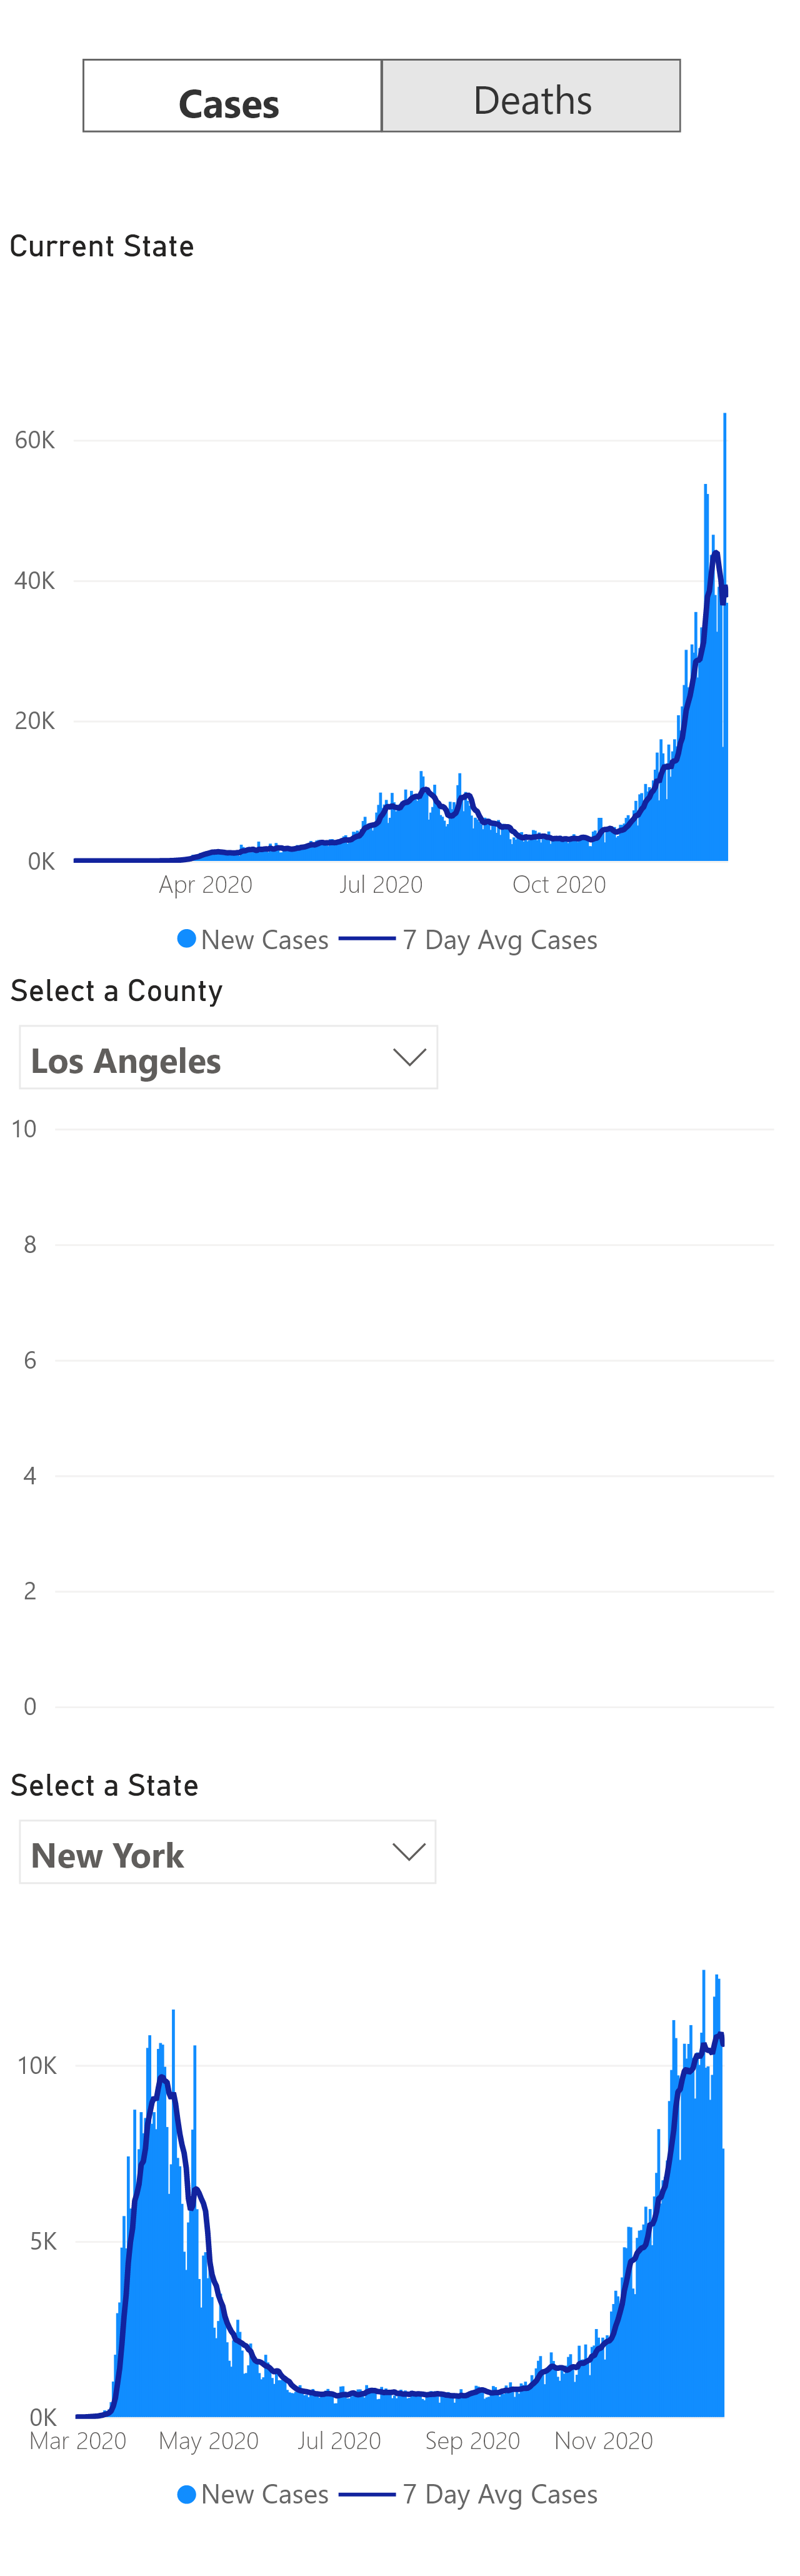 Cases Deaths
Current State
60K
40K
20K
0K
Apr 2020 Jul 2020 Oct 2020
New Cases 7 Day Avg Cases
Select a County
Los Angeles
10
8
6
4
2
0
Select a State
New York
10K
5K
0K
Mar 2020 May 2020 Jul 2020 Sep 2020 Nov 2020
New Cases 7 Day Avg Cases